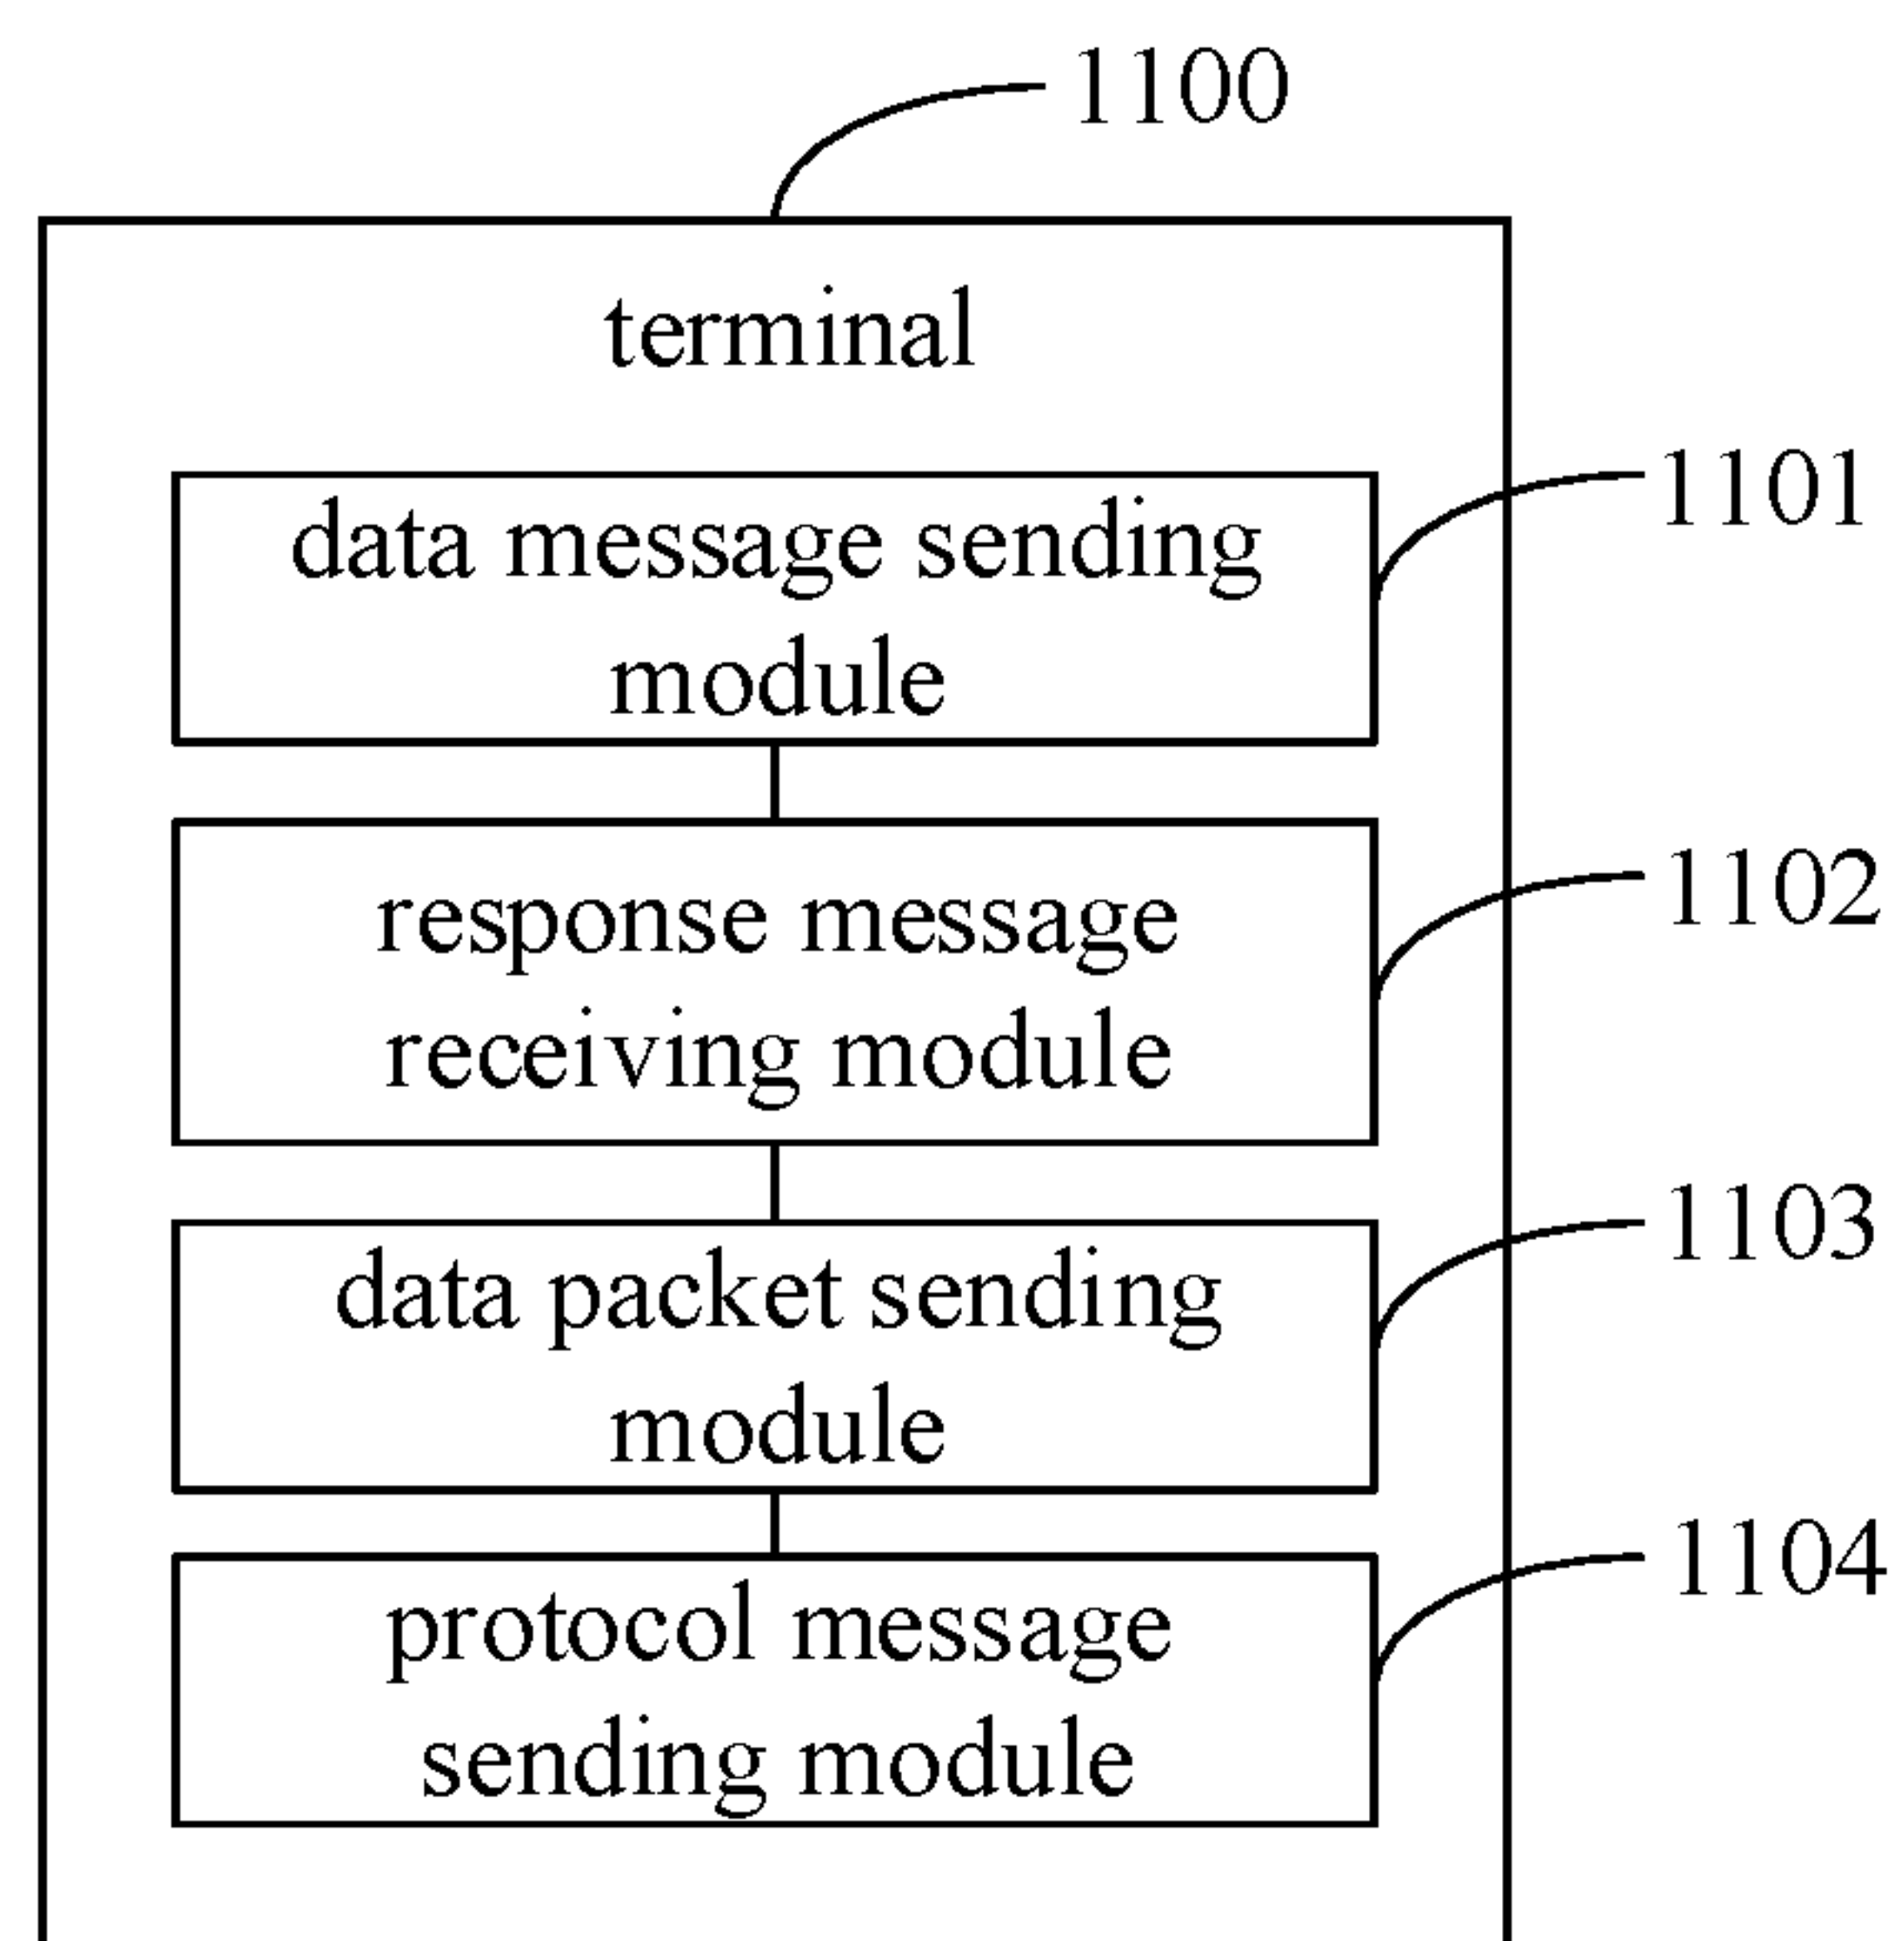 1100
terminal
data message sending
module
1101
response message
receiving module
1102
data packet sending
module
1103
protocol message
sending module
1104